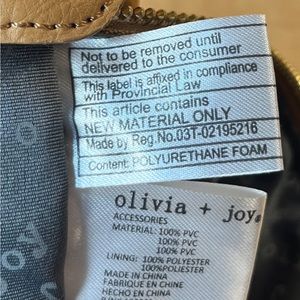 Not to be removed until
delivered to the consumer
This label is affixed in compliance
with Provincial Law
This article contains
NEW MATERIAL ONLY
Made by Reg.No.03T-02195216
Content: POLYURETHANE FOAM
olivia + joy®
ACCESSORIES
MATERIAL: 100% PVC
100% PVC
100% PVC
LINING: 100% POLYESTER
100%POLYESTER
MADE IN CHINA
FABRIQUE EN CHINE
HECHO EN CHINA
joy